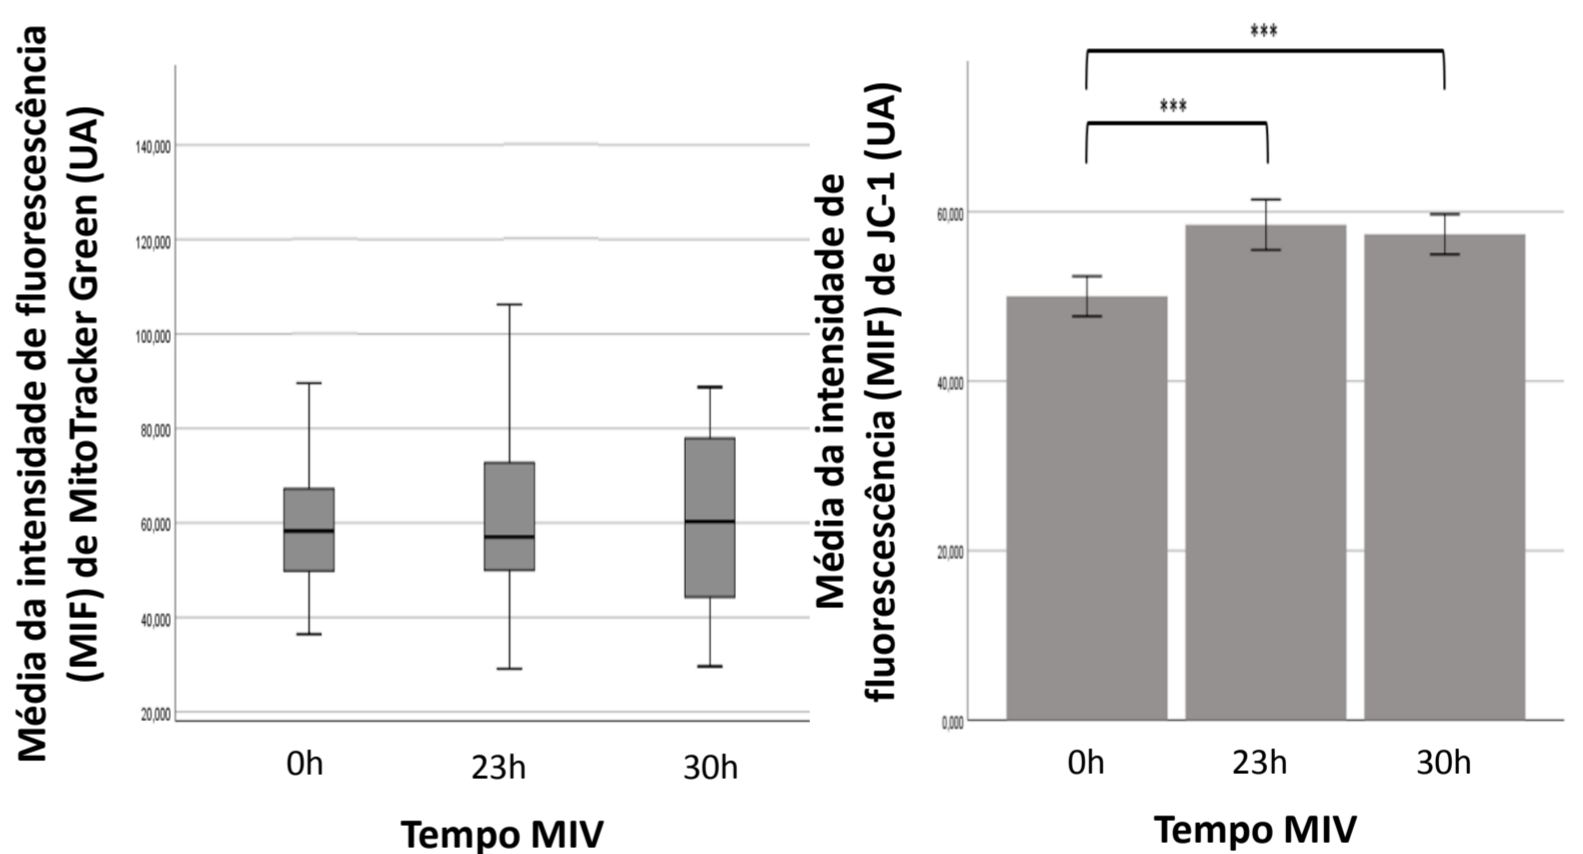 Média da intensidade de fluorescência
(MIF) de MitoTracker Green (UA)
140,000
120,000
100,000
80,000
60,000
40,000
20,000
0h
23h
30h
Tempo MIV
Média da intensidade de
fluorescência (MIF) de JC-1 (UA)
***
***
60,000
40,000
20,000
0,000
0h
23h
30h
Tempo MIV